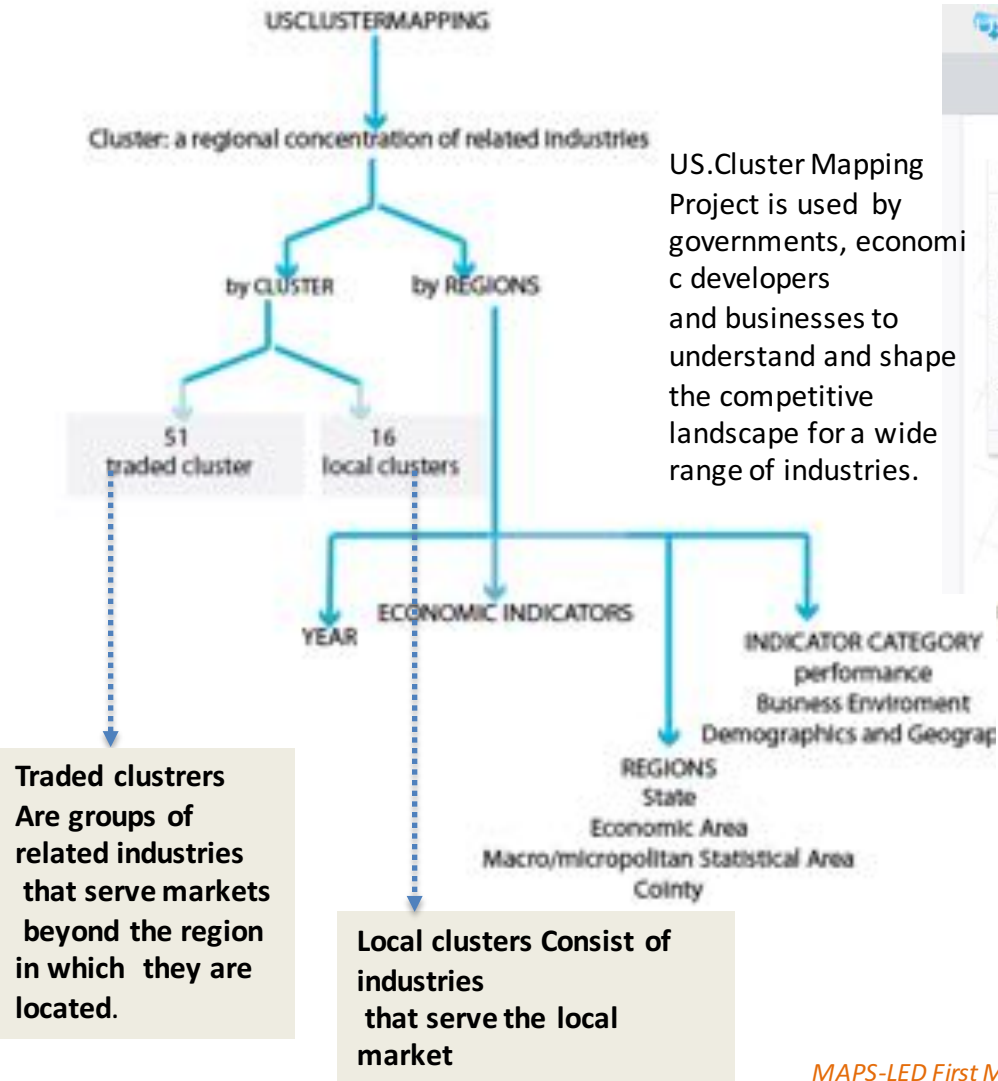 USCLUSTERMAPPING
Cluster: a regional concentration of related industries
by CLUSTER
by REGIONS
51
traded cluster
16
local clusters
US.Cluster Mapping
Project is used by
governments, economi
c developers
and businesses to
understand and shape
the competitive
landscape for a wide
range of industries.
YEAR
ECONOMIC INDICATORS
INDICATOR CATEGORY
performance
Busness Enviroment
Demographics and Geograp
REGIONS
State
Economic Area
Macro/micropolitan Statistical Area
Cointy
Traded clustrers
Are groups of
related industries
that serve markets
beyond the region
in which they are
located.
Local clusters Consist of
industries
that serve the local
market
MAPS-LED First M